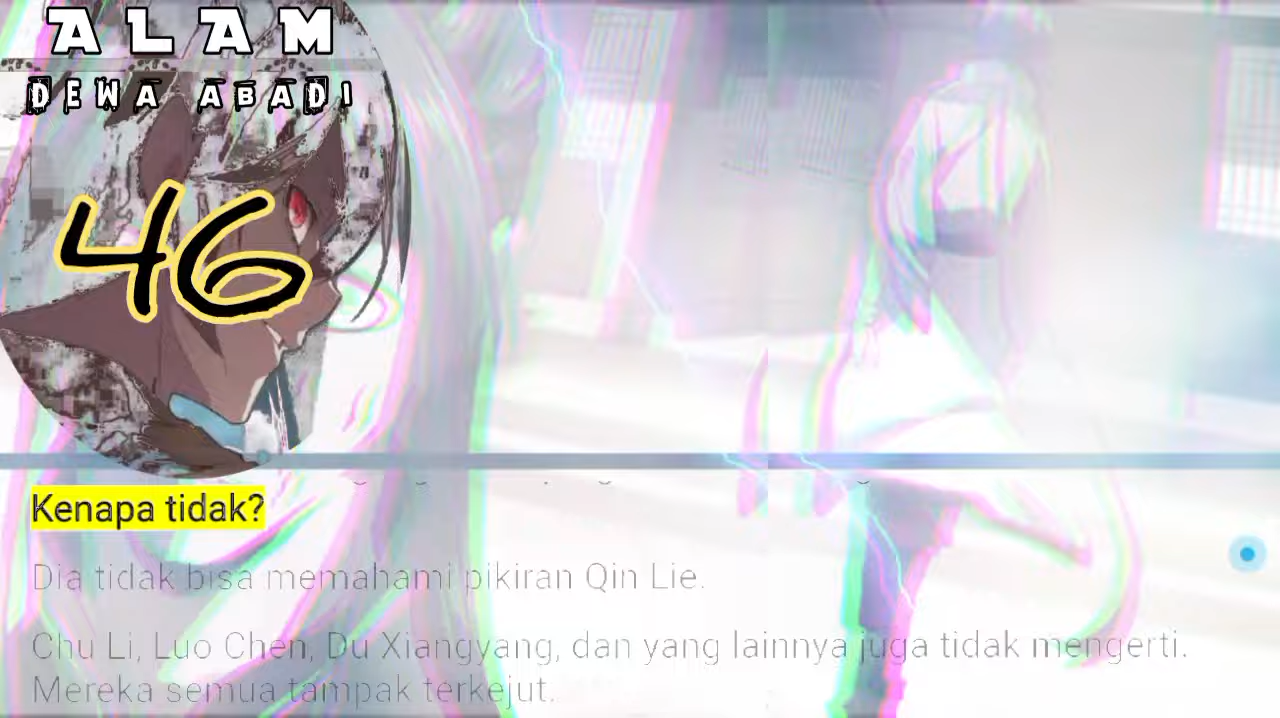 ALAM
DEWA ABADI
46
Kenapa tidak?
Dia tidak bisa memahami pikiran Qin Lie.
Chu Li, Luo Chen, Du Xiangyang, dan yang lainnya juga tidak mengerti.
Mereka semua tampak terkejut.